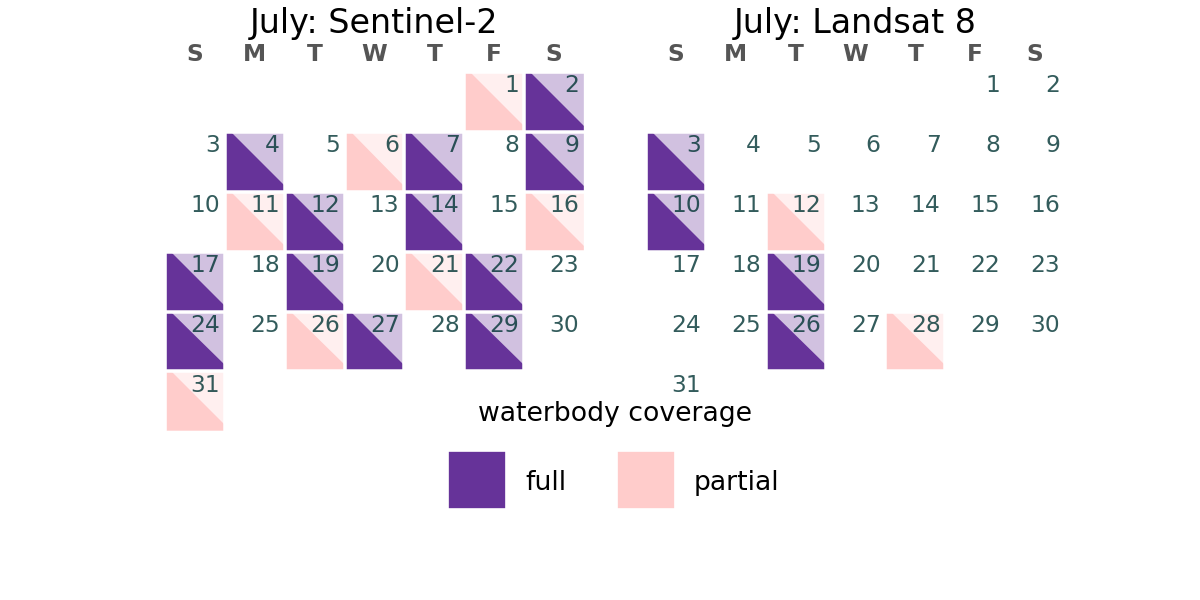 July: Sentinel-2
S M T W T F S
1 2
3 4 5 6 7 8 9
10 11 12 13 14 15 16
17 18 19 20 21 22 23
24 25 26 27 28 29 30
31
July: Landsat 8
S M T W T F S
1 2
3 4 5 6 7 8 9
10 11 12 13 14 15 16
17 18 19 20 21 22 23
24 25 26 27 28 29 30
31
waterbody coverage
full partial